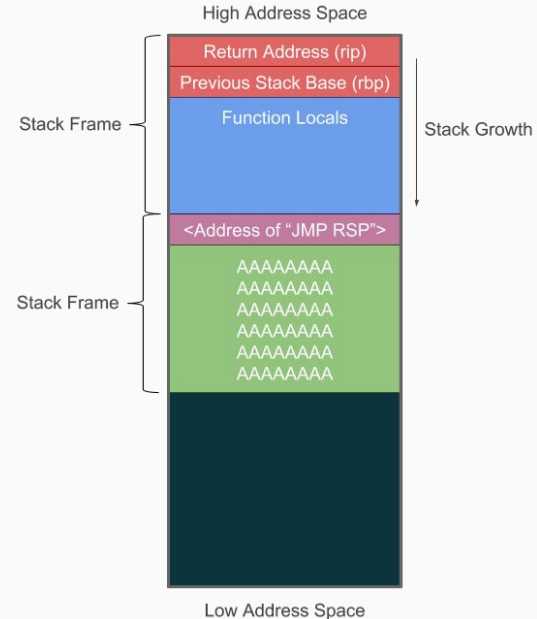 High Address Space
Return Address (rip)
Previous Stack Base (rbp)
Stack Frame
Function Locals
Stack Growth
<Address of “JMP RSP”>
Stack Frame
AAAAAAAA
AAAAAAAA
AAAAAAAA
AAAAAAAA
AAAAAAAA
AAAAAAAA
Low Address Space